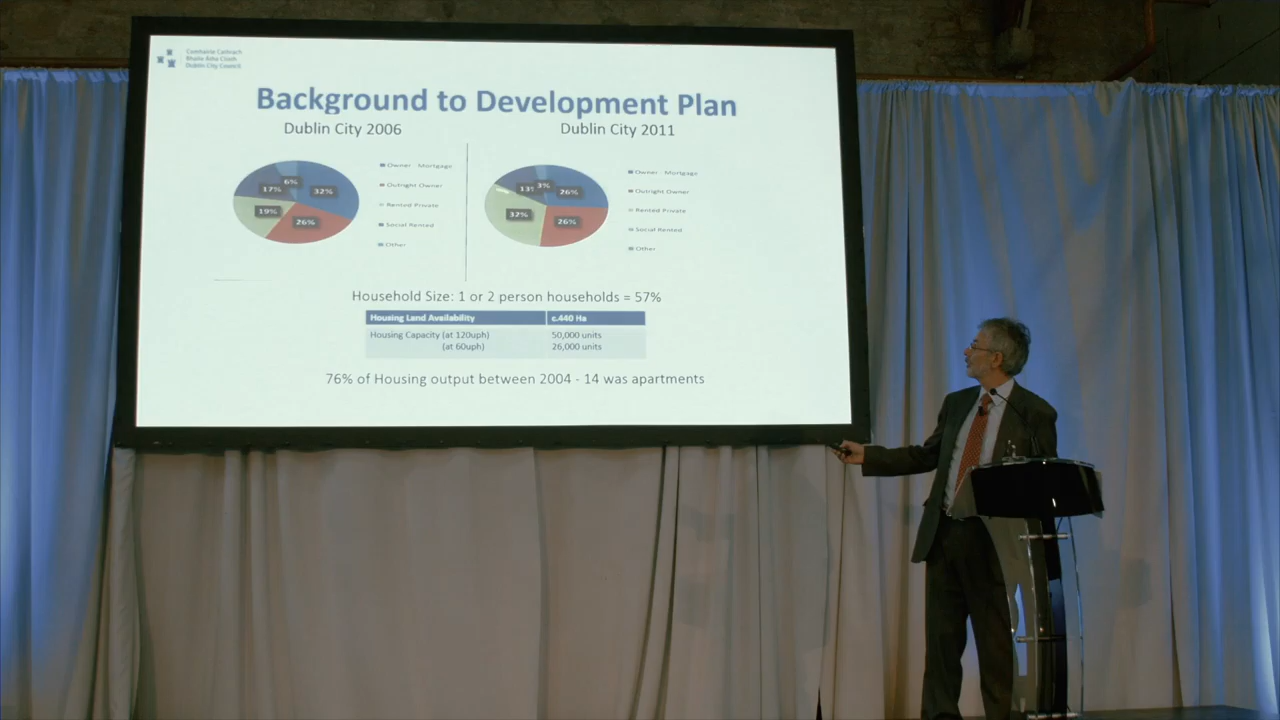 Comhairle Cathrach
Bhaile Átha Cliath
Dublin City Council
Background to Development Plan
Dublin City 2006
Dublin City 2011
6%
17%
32%
19%
26%
Owner - Mortgage
Outright Owner
Rented Private
Social Rented
Other
13%
3%
26%
32%
26%
Owner - Mortgage
Outright Owner
Rented Private
Social Rented
Other
Household Size: 1 or 2 person households = 57%
Housing Land Availability c.440 Ha
Housing Capacity (at 120uph) 50,000 units
(at 60uph) 26,000 units
76% of Housing output between 2004 - 14 was apartments